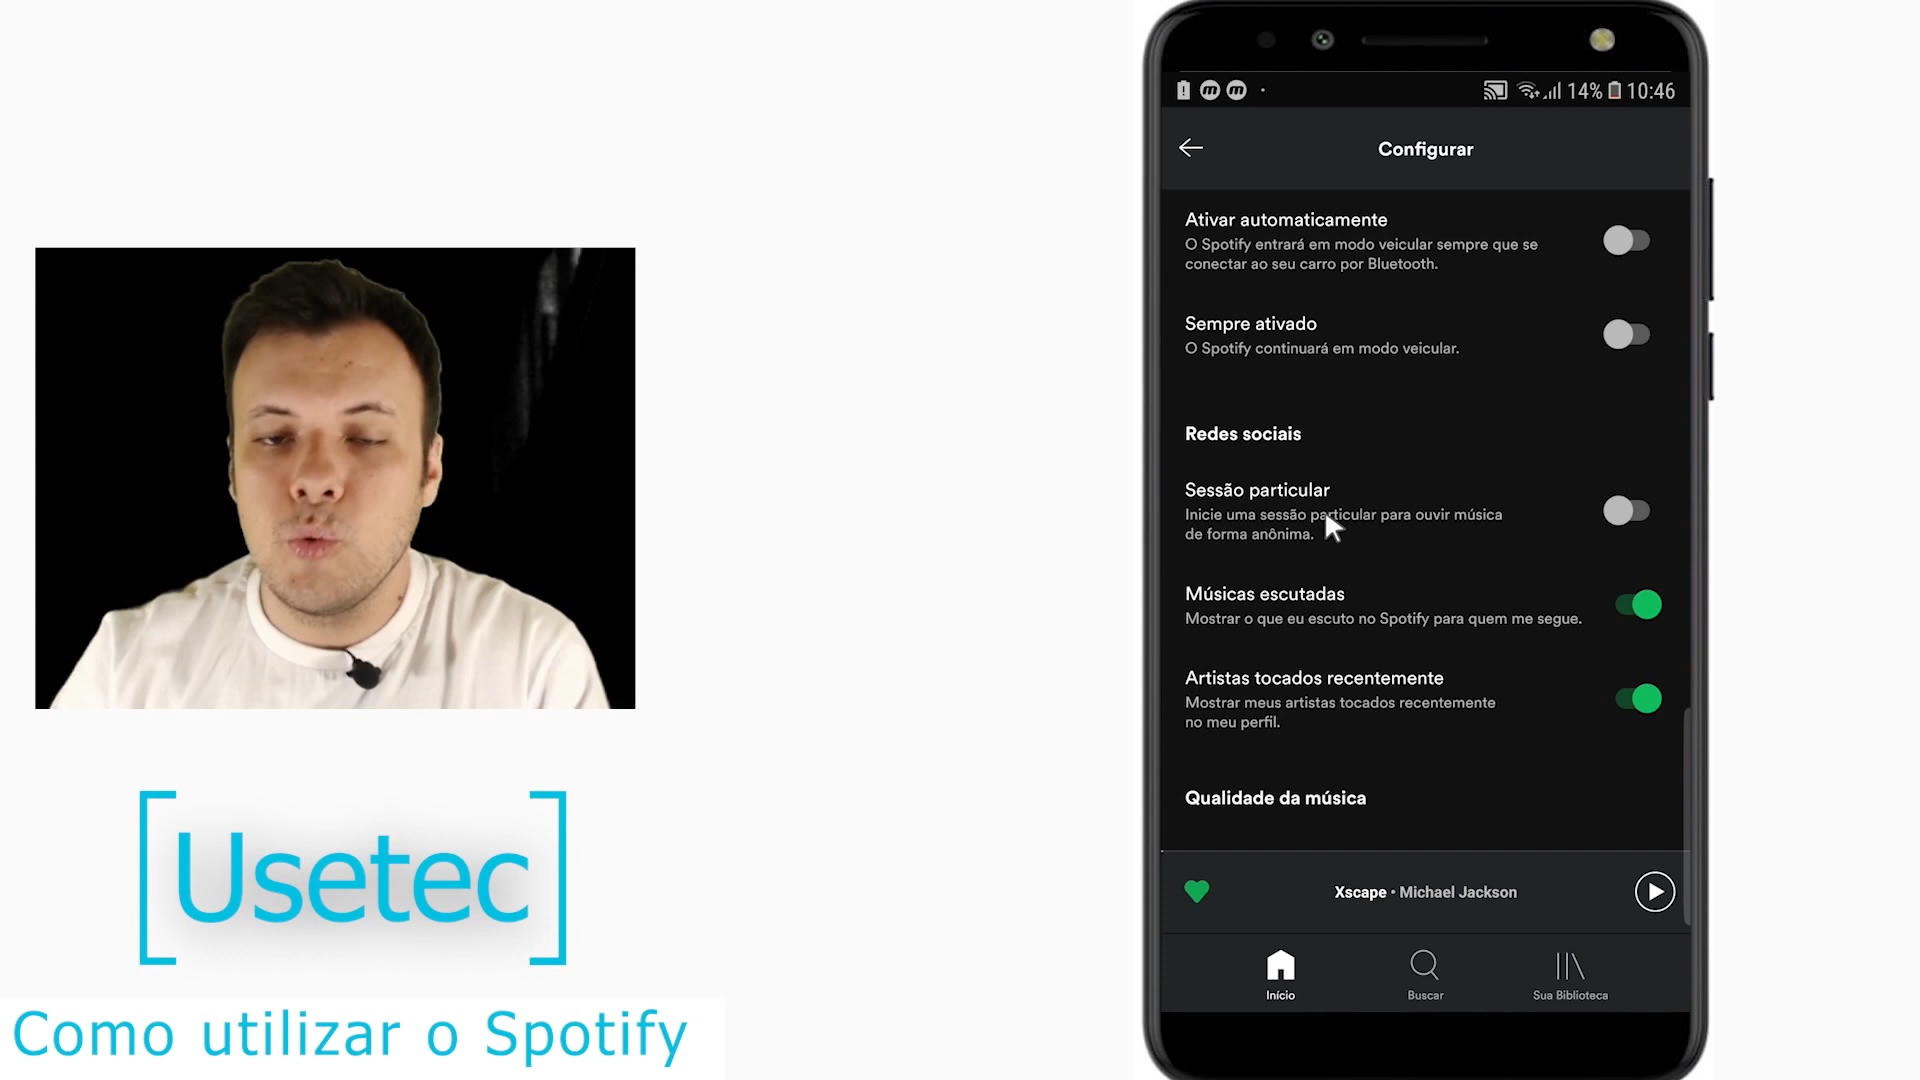 14% 10:46
Configurar
Ativar automaticamente
O Spotify entrará em modo veicular sempre que se
conectar ao seu carro por Bluetooth.
Sempre ativado
O Spotify continuará em modo veicular.
Redes sociais
Sessão particular
Inicie uma sessão particular para ouvir música
de forma anônima.
Músicas escutadas
Mostrar o que eu escuto no Spotify para quem me segue.
Artistas tocados recentemente
Mostrar meus artistas tocados recentemente
no meu perfil.
Qualidade da música
Xscape • Michael Jackson
Início
Buscar
Sua Biblioteca
[Usetec]
Como utilizar o Spotify